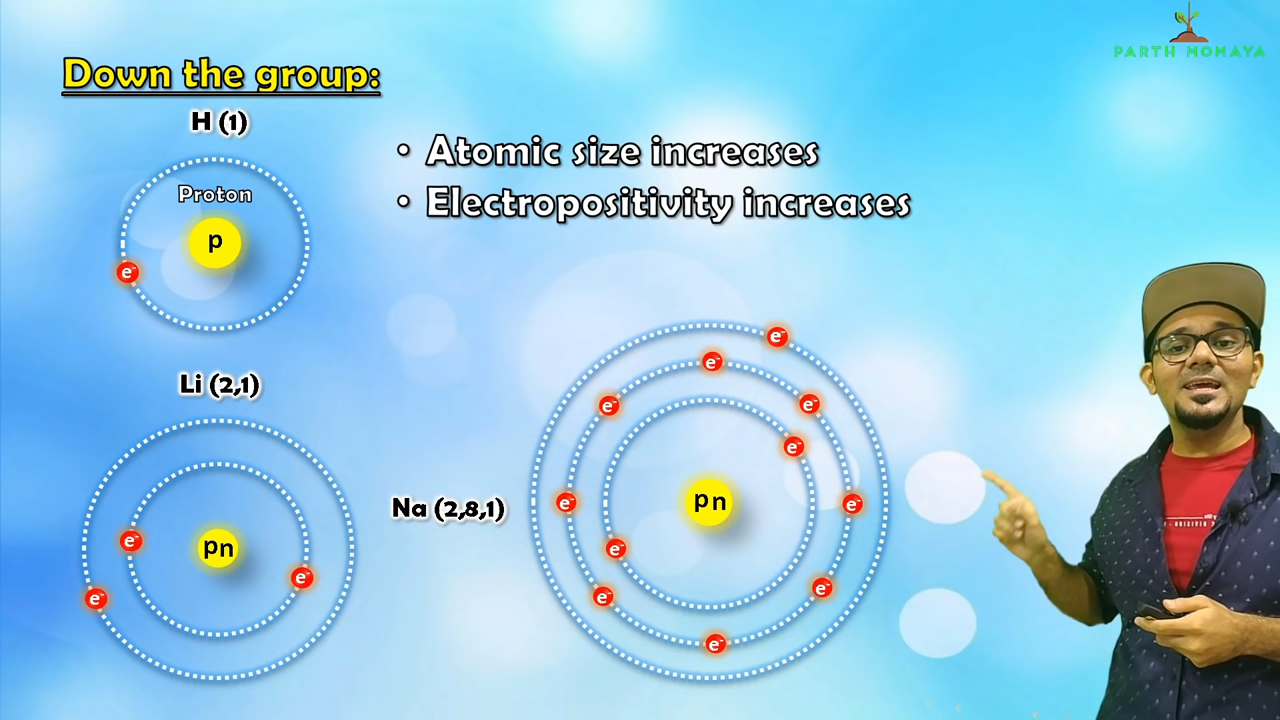 PARTH MOMAYA
Down the group:
H (1)
• Atomic size increases
• Electropositivity increases
Proton
p
e-
Li (2,1)
pn
e-
e-
e-
Na (2,8,1)
pn
e-
e-
e-
e-
e-
e-
e-
e-
e-
e-
e-